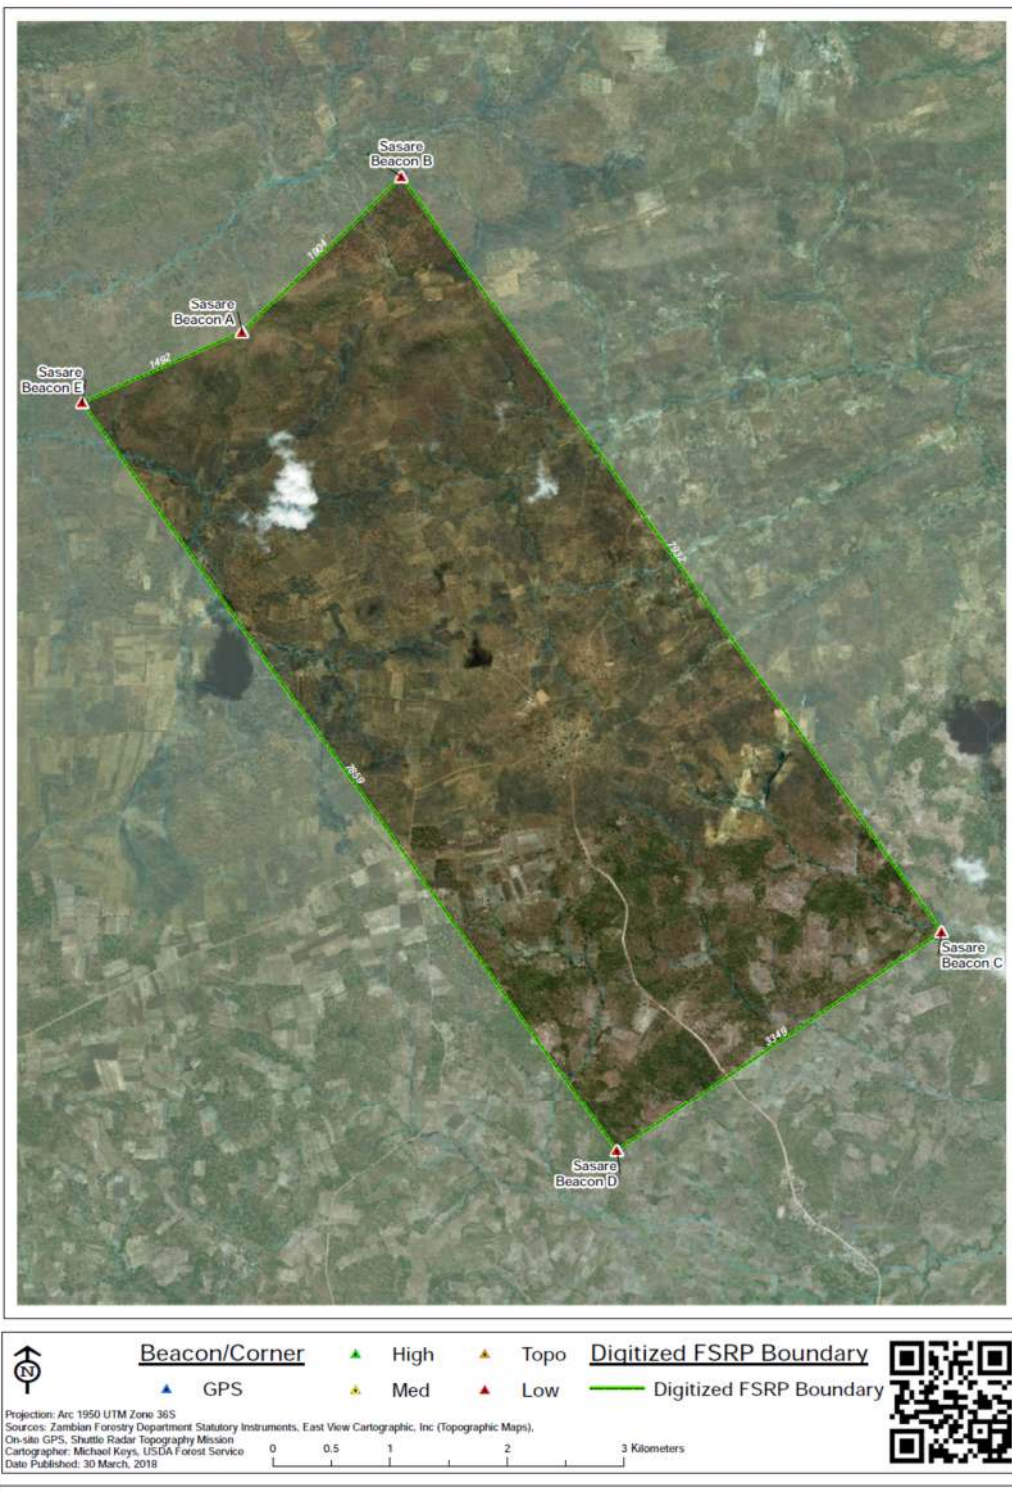 Sasare
Beacon B
1904
Sasare
Beacon A
1492
Sasare
Beacon E
7932
7859
Sasare
Beacon C
3349
Sasare
Beacon D
N
Beacon/Corner
High
Topo
Digitized FSRP Boundary
GPS
Med
Low
Digitized FSRP Boundary
Projection: Arc 1950 UTM Zone 36S
Sources: Zambian Forestry Department Statutory Instruments, East View Cartographic, Inc (Topographic Maps),
On-site GPS, Shuttle Radar Topography Mission
Cartographer: Michael Keys, USDA Forest Service
Date Published: 30 March, 2018
0 0.5 1 2 3 Kilometers